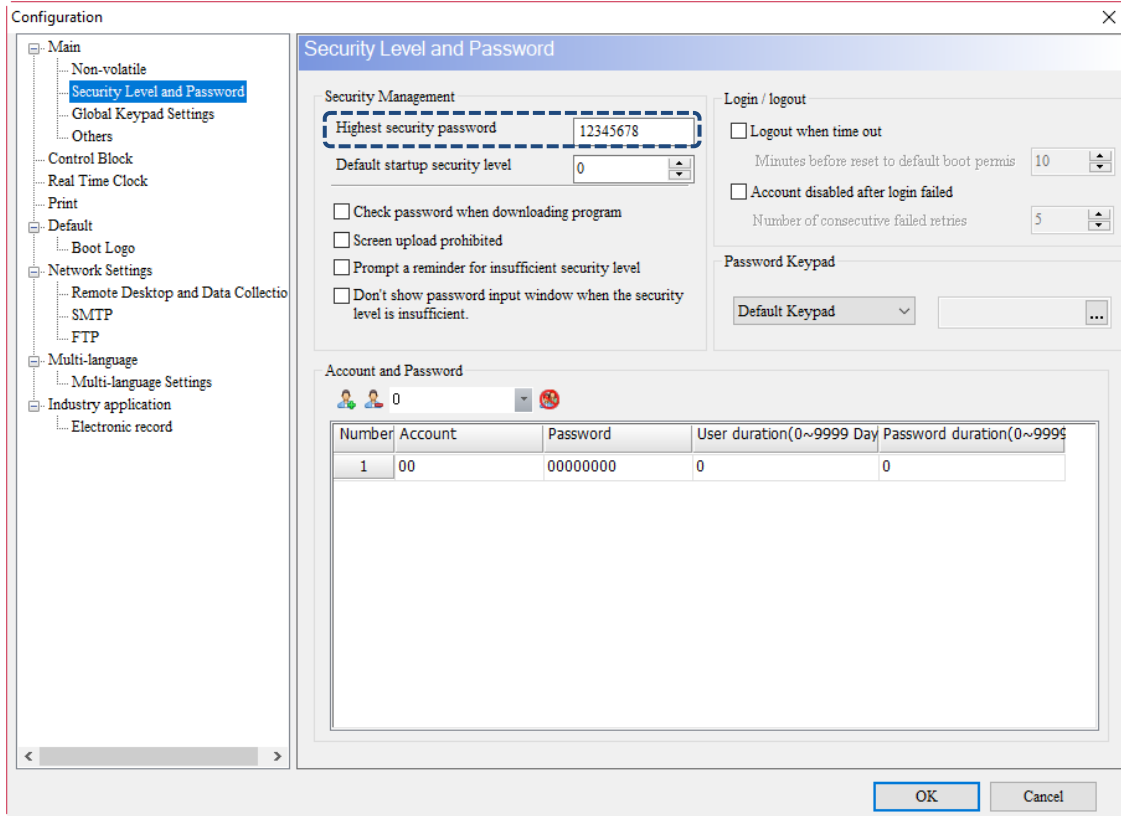 Configuration
Main
Non-volatile
Security Level and Password
Global Keypad Settings
Others
Control Block
Real Time Clock
Print
Default
Boot Logo
Network Settings
Remote Desktop and Data Collectio
SMTP
FTP
Multi-language
Multi-language Settings
Industry application
Electronic record
Security Level and Password
Security Management
Highest security password 12345678
Default startup security level 0
Check password when downloading program
Screen upload prohibited
Prompt a reminder for insufficient security level
Don't show password input window when the security
level is insufficient.
Login / logout
Logout when time out
Minutes before reset to default boot permis 10
Account disabled after login failed
Number of consecutive failed retries 5
Password Keypad
Default Keypad ...
Account and Password
0
Number Account Password User duration(0~9999 Day Password duration(0~9999
1 00 00000000 0 0
OK Cancel